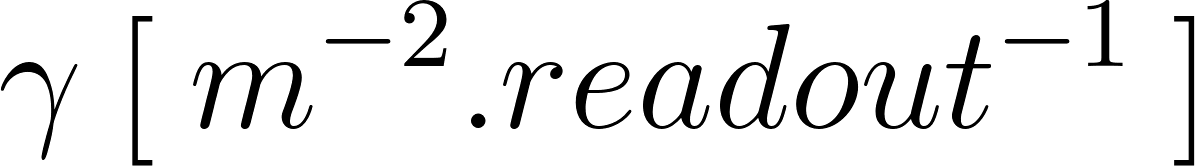 γ [ m⁻².readout⁻¹ ]